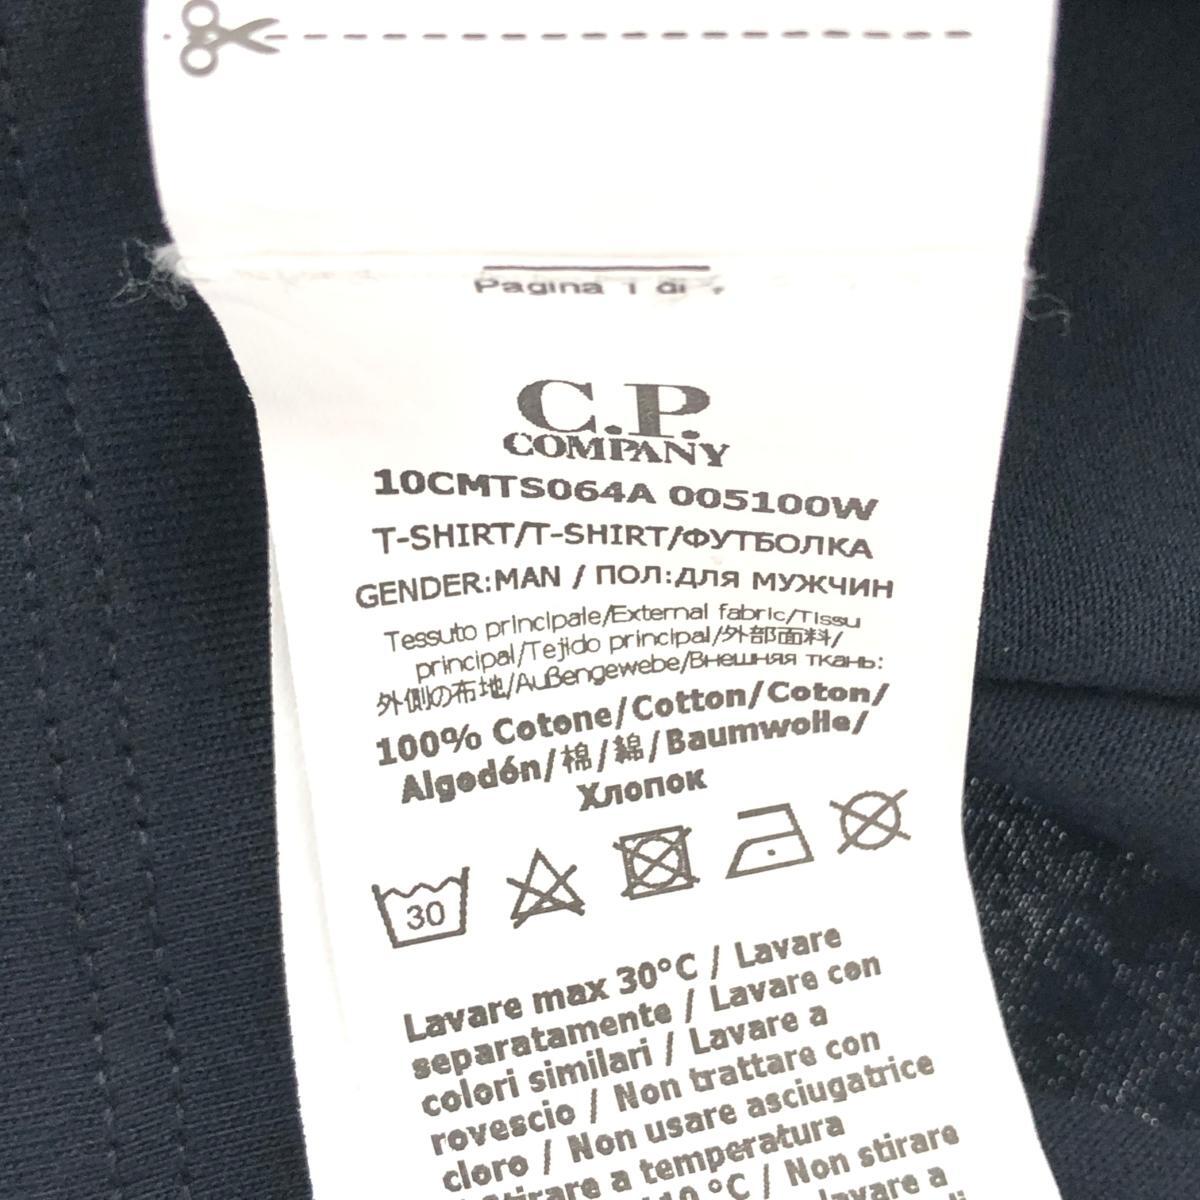 Pagina 1 di
C.P.
COMPANY
10CMTS064A 005100W
T-SHIRT/T-SHIRT/ФУТБОЛКА
GENDER:MAN / ПОЛ:ДЛЯ МУЖЧИН
Tessuto principale/External fabric/Tissu
principal/Tejido principal/外部面料/
外側の布地/Außengewebe/Внешняя ткань:
100% Cotone/Cotton/Coton/
Algodón/棉/綿/Baumwolle/
Хлопок
30
Lavare max 30°C / Lavare
separatamente / Lavare con
colori similari / Lavare a
rovescio / Non trattare con
cloro / Non usare asciugatrice
Stirare a temperatura
°C / Non stirare
lavare a